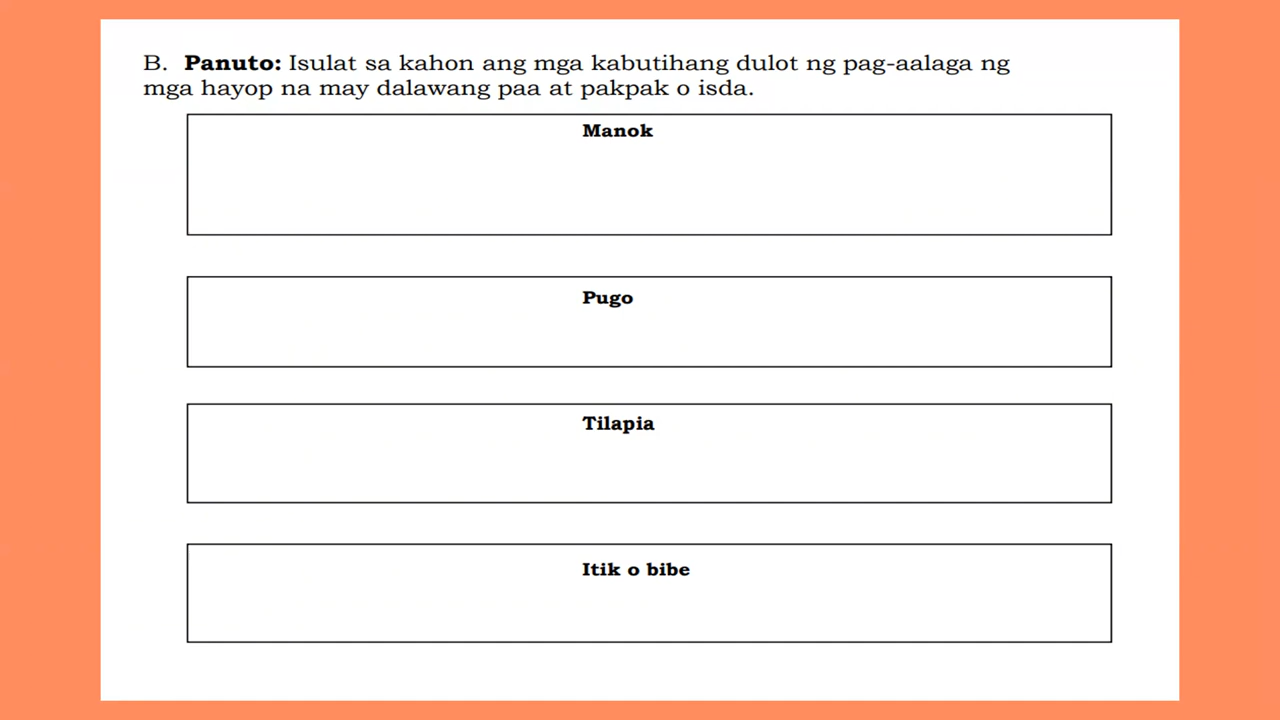 B. Panuto: Isulat sa kahon ang mga kabutihang dulot ng pag-aalaga ng
mga hayop na may dalawang paa at pakpak o isda.
Manok
Pugo
Tilapia
Itik o bibe